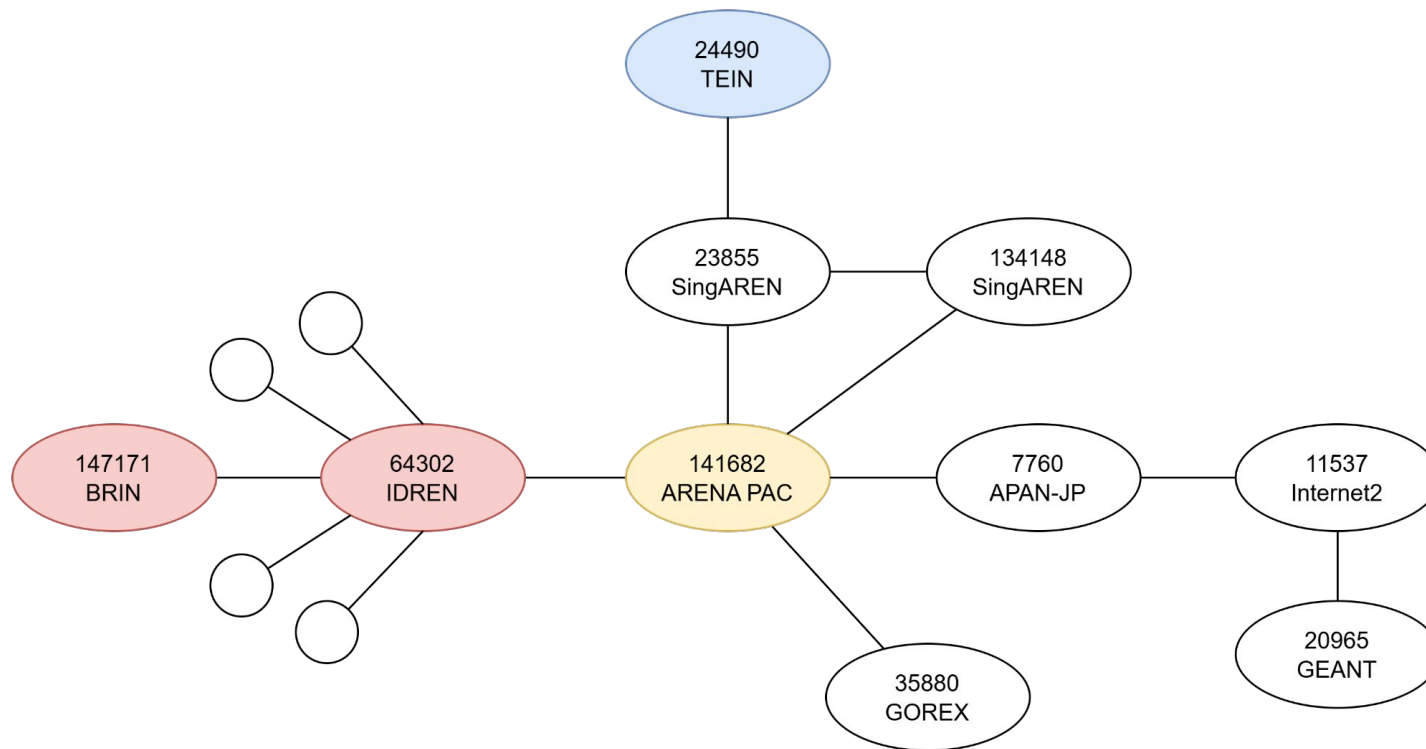 24490
TEIN
23855
SingAREN
134148
SingAREN
147171
BRIN
64302
IDREN
141682
ARENA PAC
7760
APAN-JP
11537
Internet2
20965
GEANT
35880
GOREX